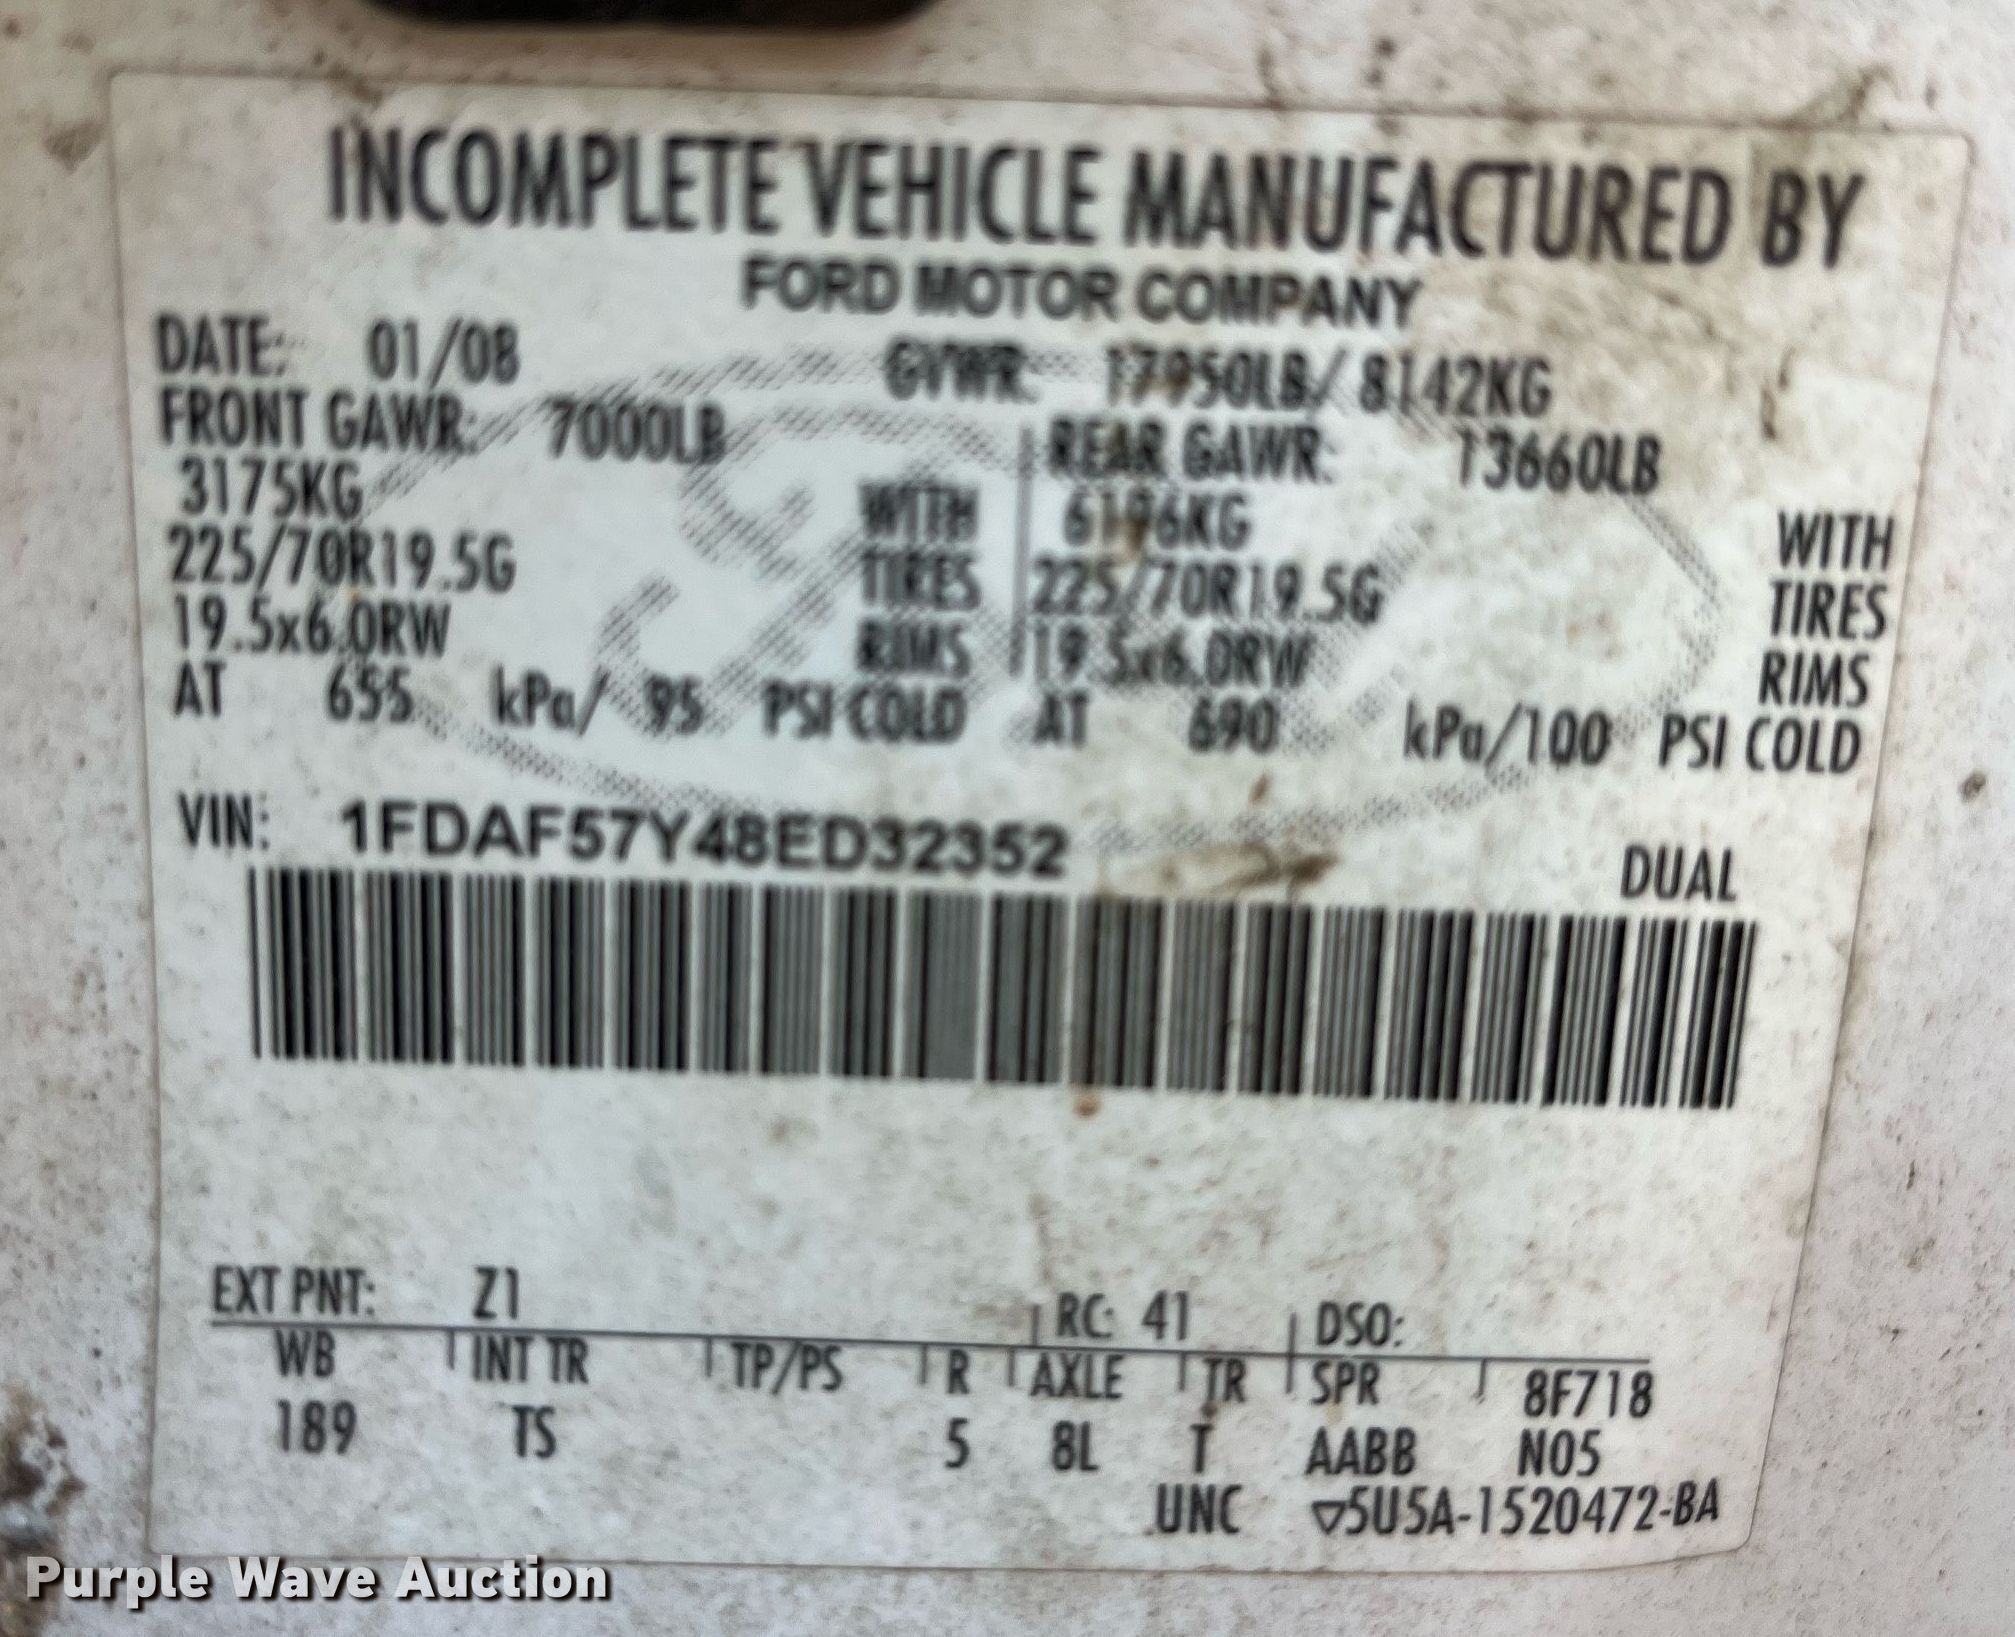 INCOMPLETE VEHICLE MANUFACTURED BY
FORD MOTOR COMPANY
DATE: 01/08 GVWR: 17950LB/ 8142KG
FRONT GAWR: 7000LB REAR GAWR: 13660LB
3175KG WITH 6196KG WITH
225/70R19.5G TIRES 225/70R19.5G TIRES
19.5x6.0RW RIMS 19.5x6.0RW RIMS
AT 655 kPa/ 95 PSI COLD AT 690 kPa/100 PSI COLD
VIN: 1FDAF57Y48ED32352 DUAL
EXT PNT: Z1 RC: 41 DSO:
WB INT TR TP/PS R AXLE TR SPR 8F718
189 TS 5 8L T AABB N05
UNC ▽5U5A-1520472-BA
Purple Wave Auction